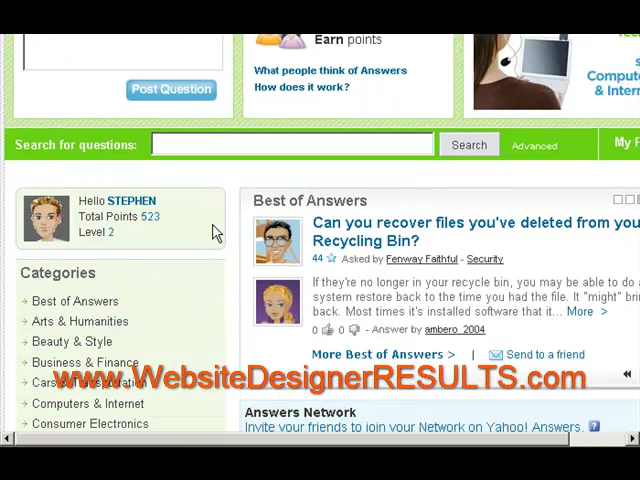 Tec
Earn points
Post Question
What people think of Answers
How does it work?
s
Compute
& Intern
Search for questions:
Search
Advanced
My P
Hello STEPHEN
Total Points 523
Level 2
Best of Answers
Can you recover files you've deleted from you
Recycling Bin?
44 Asked by Fenway Faithful - Security
If they're no longer in your recycle bin, you may be able to do a
system restore back to the time you had the file. It "might" brin
back. Most times it's installed software that it... More >
0 0 - Answer by ambero_2004
More Best of Answers > | Send to a friend
Categories
Best of Answers
Arts & Humanities
Beauty & Style
Business & Finance
Cars & Transportation
Computers & Internet
Consumer Electronics
www.WebsiteDesignerRESULTS.com
Answers Network
Invite your friends to join your Network on Yahoo! Answers. ?